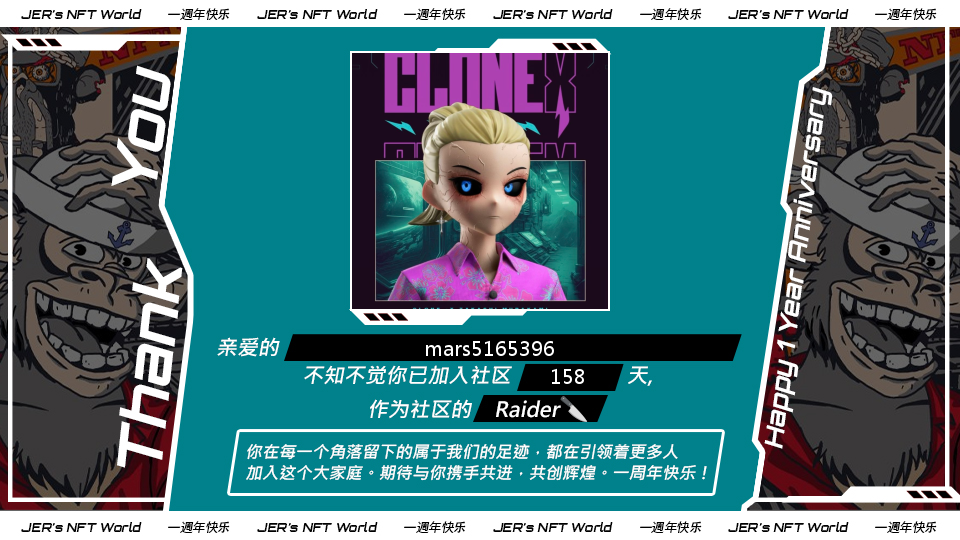 JER's NFT World 一週年快乐 JER's NFT World 一週年快乐 JER's NFT World 一週年快乐 JER's NFT World 一週年快乐
Thank You
CLONEX
亲爱的 mars5165396
不知不觉你已加入社区 158 天,
作为社区的 Raider🔪
你在每一个角落留下的属于我们的足迹，都在引领着更多人
加入这个大家庭。期待与你携手共进，共创辉煌。一周年快乐！
Happy 1 Year Anniversary
JER's NFT World 一週年快乐 JER's NFT World 一週年快乐 JER's NFT World 一週年快乐 JER's NFT World 一週年快乐